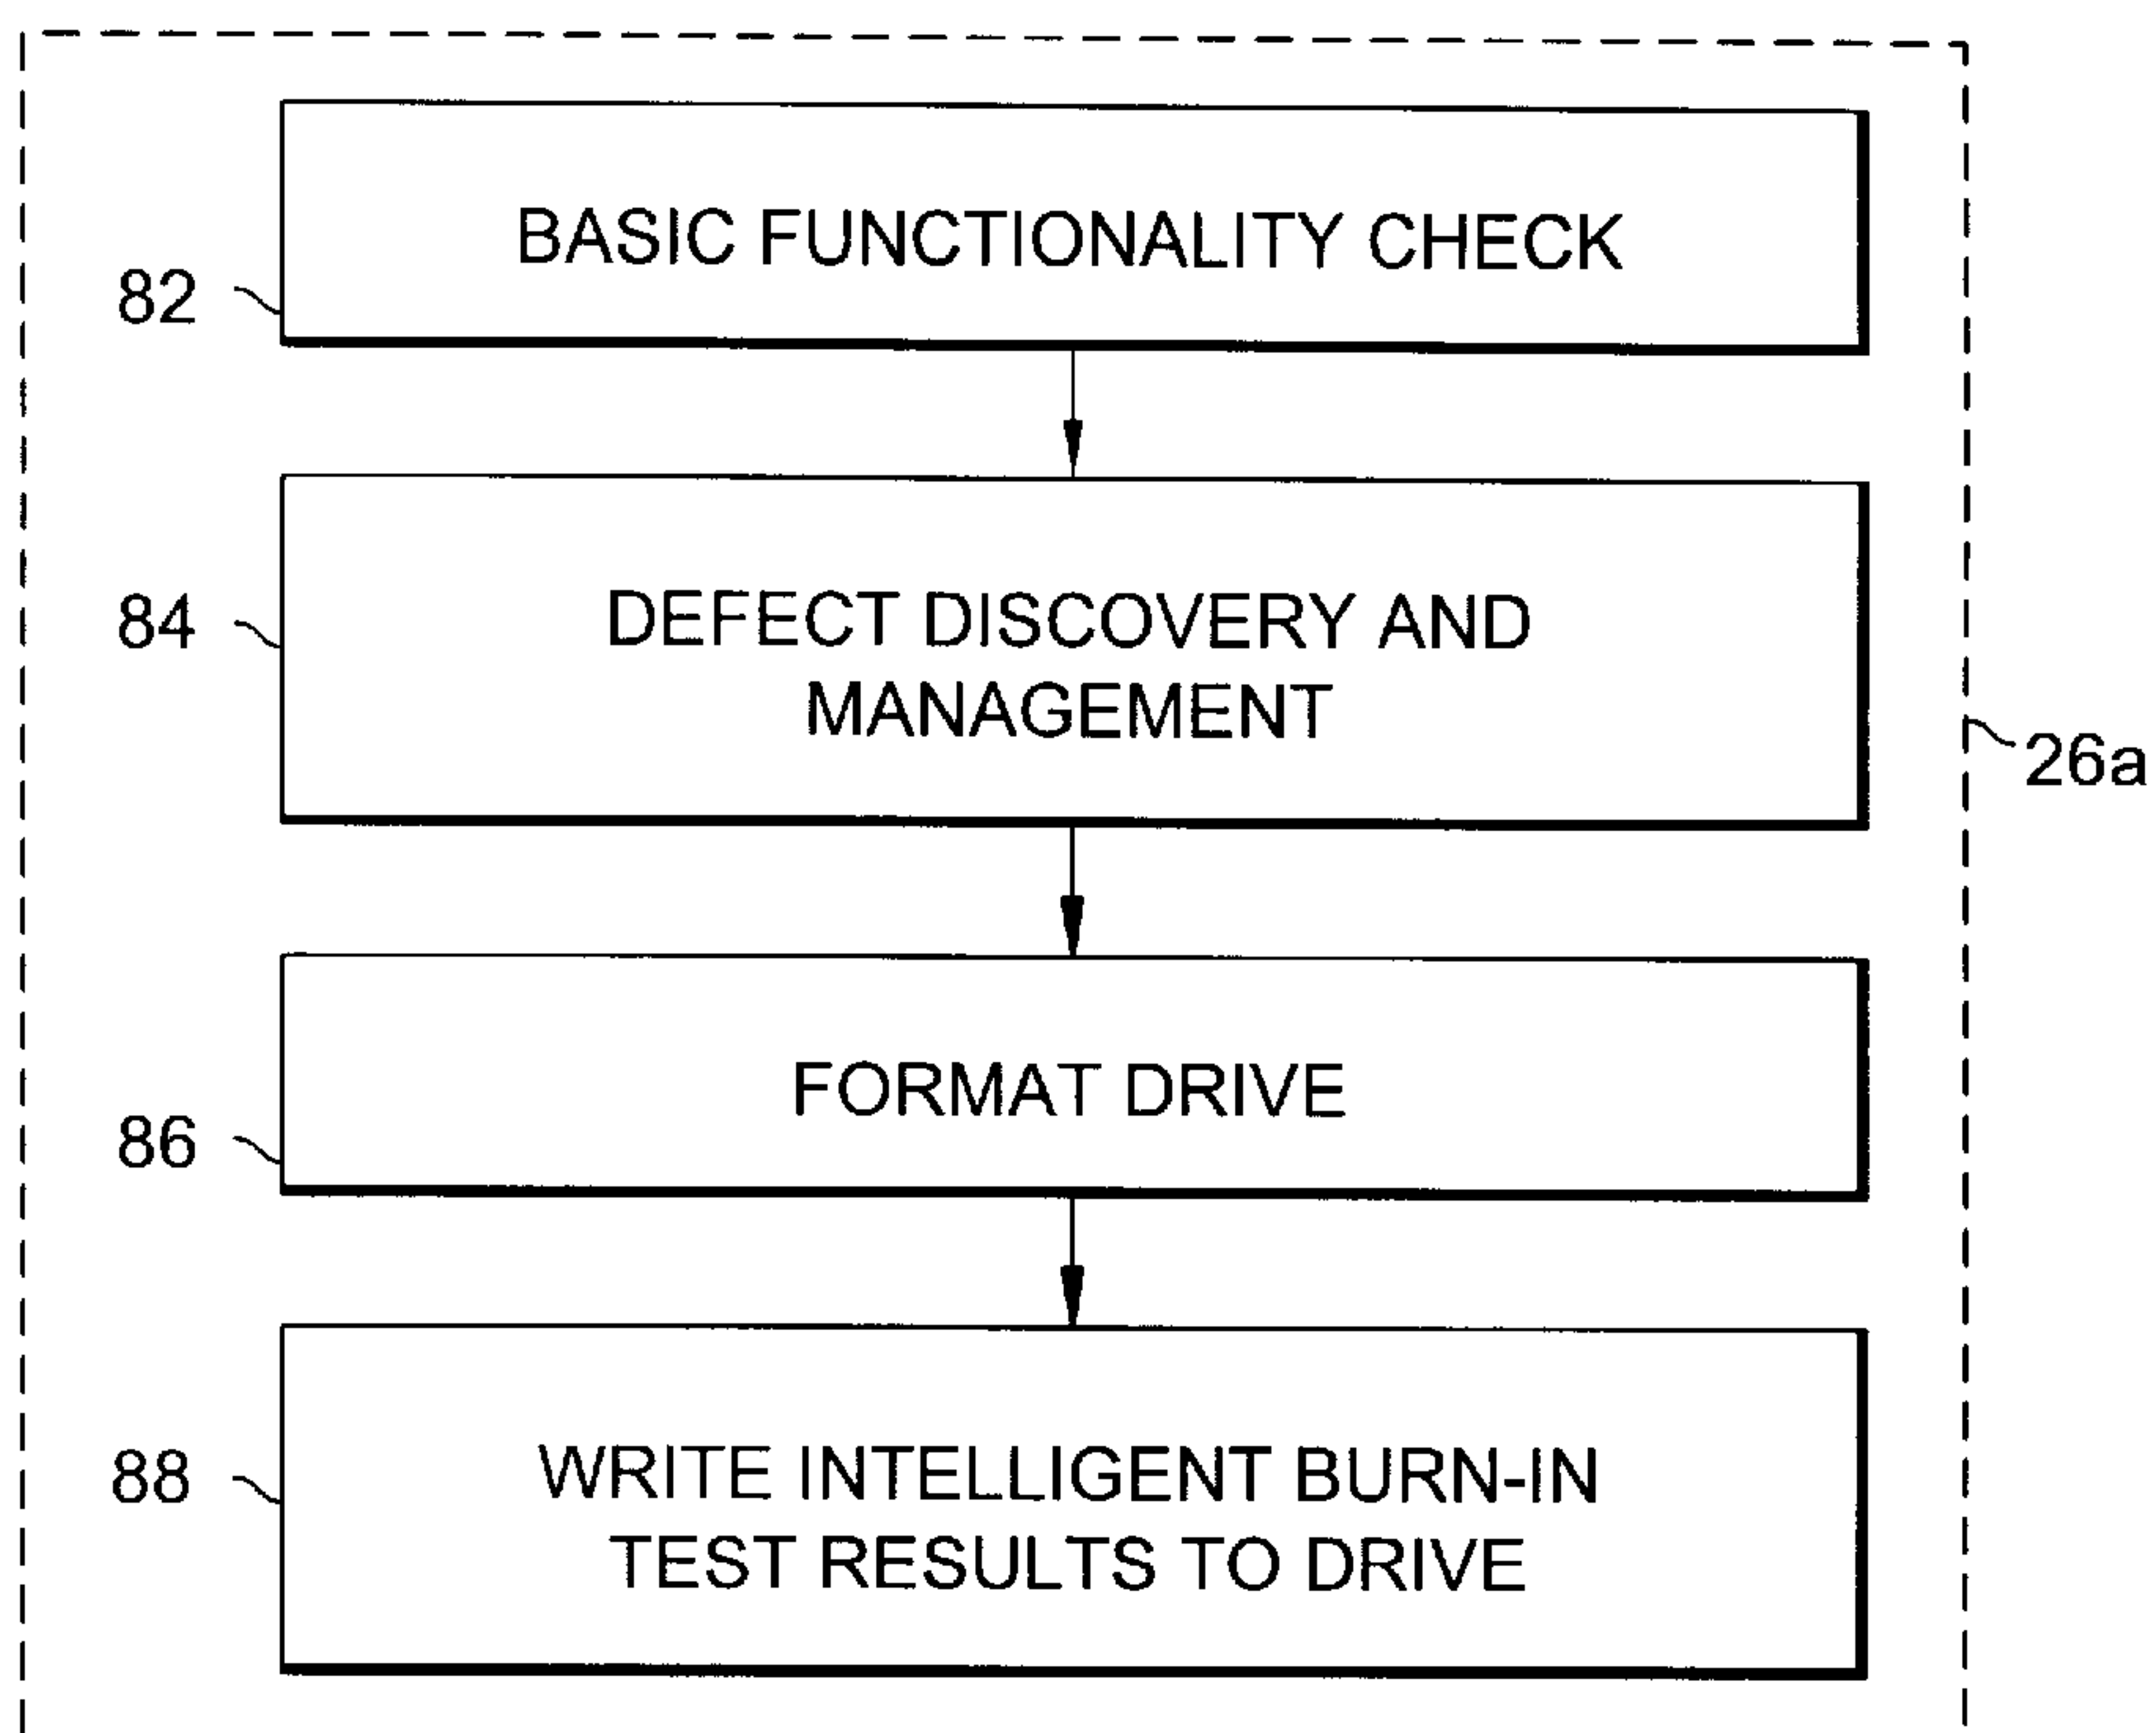 BASIC FUNCTIONALITY CHECK
82
DEFECT DISCOVERY AND
84
MANAGEMENT
26a
FORMAT DRIVE
86
WRITE INTELLIGENT BURN-IN
88
TEST RESULTS TO DRIVE